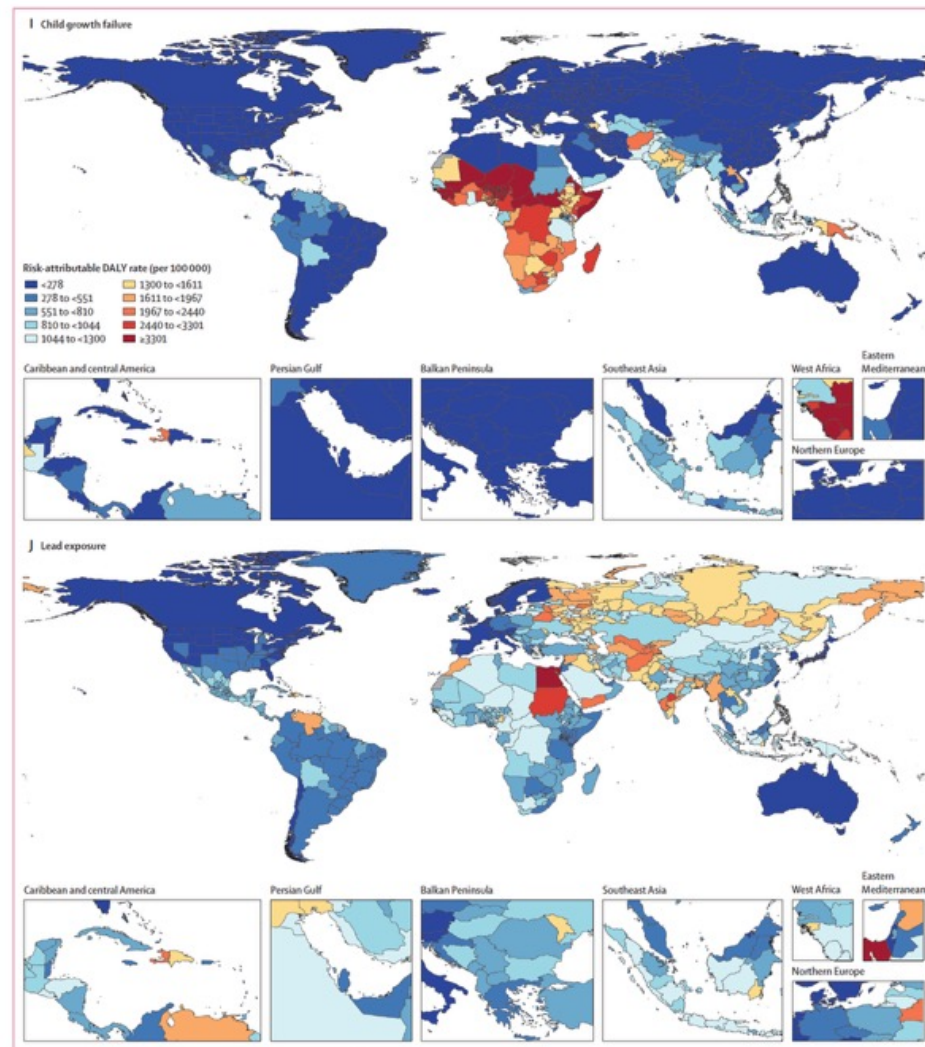 I Child growth failure
Risk-attributable DALY rate (per 100 000)
<278
278 to <551
551 to <810
810 to <1044
1044 to <1300
1300 to <1611
1611 to <1967
1967 to <2440
2440 to <3301
≥3301
Caribbean and central America
Persian Gulf
Balkan Peninsula
Southeast Asia
West Africa
Eastern
Mediterranean
Northern Europe
J Lead exposure
Caribbean and central America
Persian Gulf
Balkan Peninsula
Southeast Asia
West Africa
Eastern
Mediterranean
Northern Europe